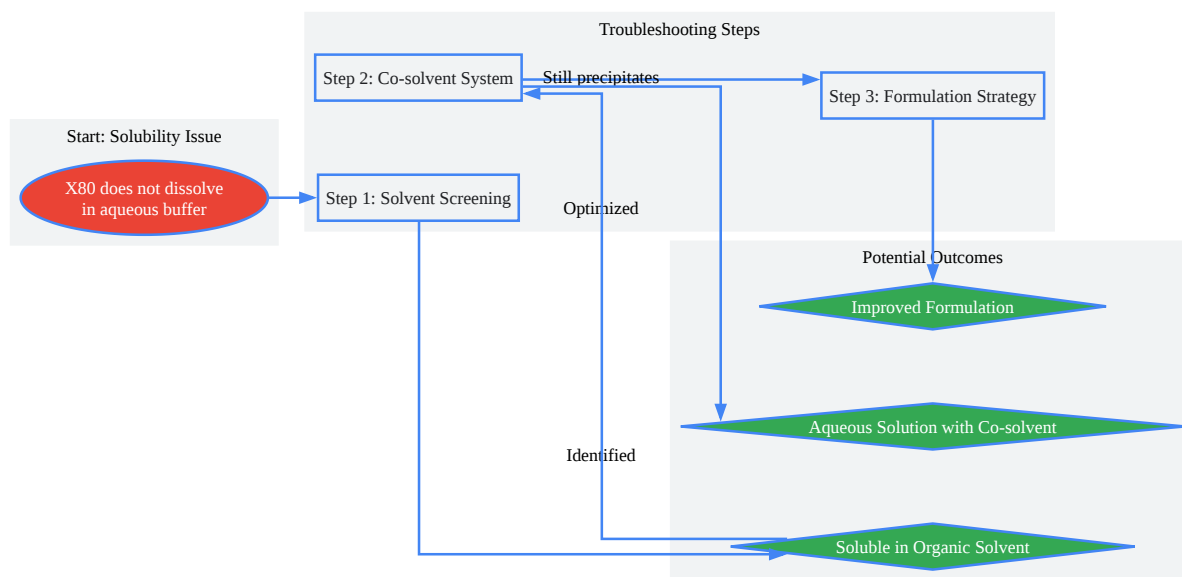 Troubleshooting Steps
Step 2: Co-solvent System
Still precipitates
Step 3: Formulation Strategy
Start: Solubility Issue
X80 does not dissolve
in aqueous buffer
Step 1: Solvent Screening
Optimized
Potential Outcomes
Improved Formulation
Aqueous Solution with Co-solvent
Identified
Soluble in Organic Solvent